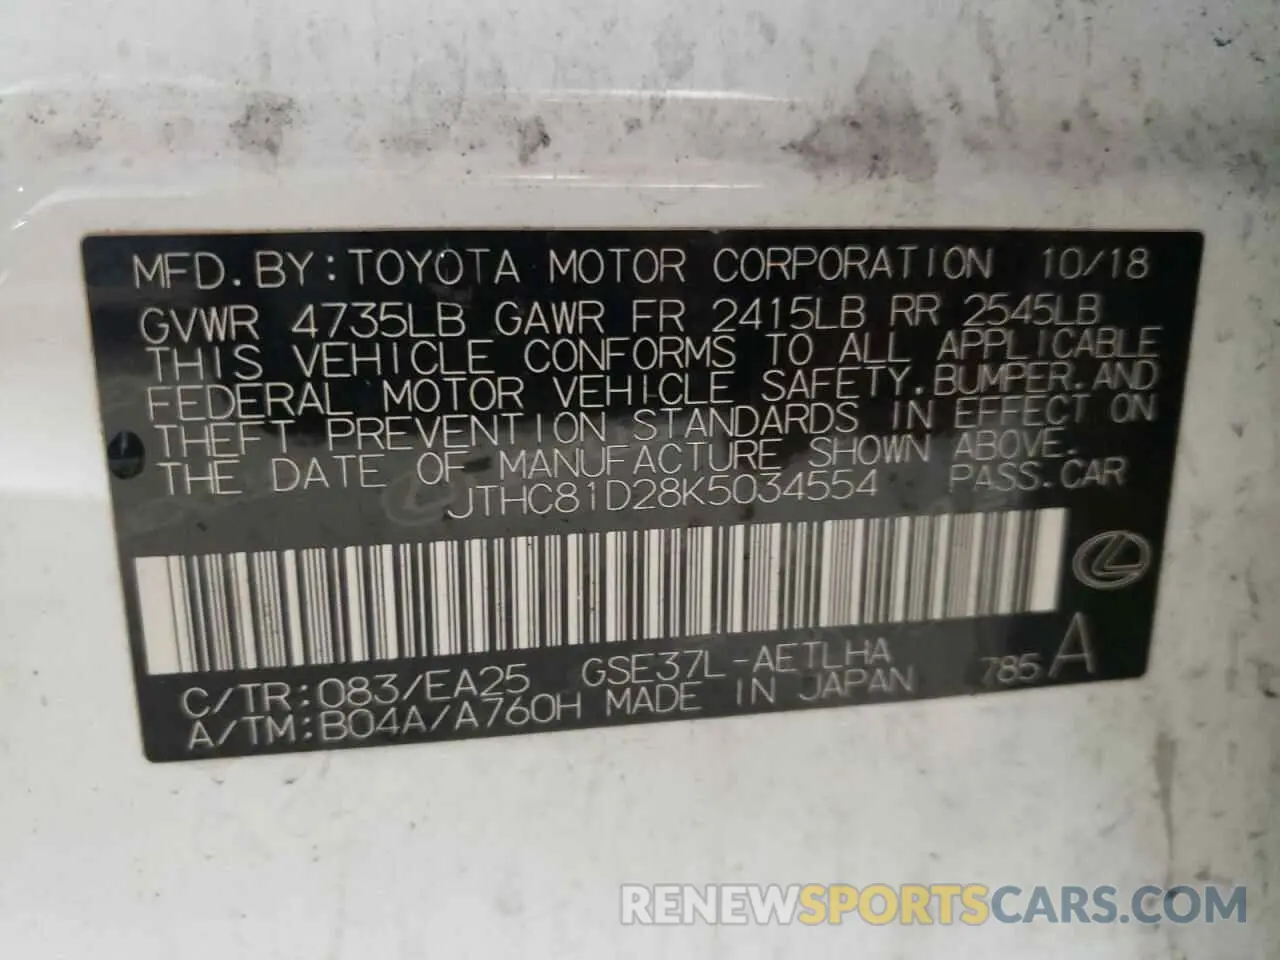 MFD. BY: TOYOTA MOTOR CORPORATION 10/18
GVWR 4735LB GAWR FR 2415LB RR 2545LB
THIS VEHICLE CONFORMS TO ALL APPLICABLE
FEDERAL MOTOR VEHICLE SAFETY, BUMPER, AND
THEFT PREVENTION STANDARDS IN EFFECT ON
THE DATE OF MANUFACTURE SHOWN ABOVE.
JTHC81D28K5034554 PASS. CAR
C/TR: 083/EA25 GSE37L-AETLHA 785 A
A/TM: B04A/A760H MADE IN JAPAN
RENEWSPORTSCARS.COM